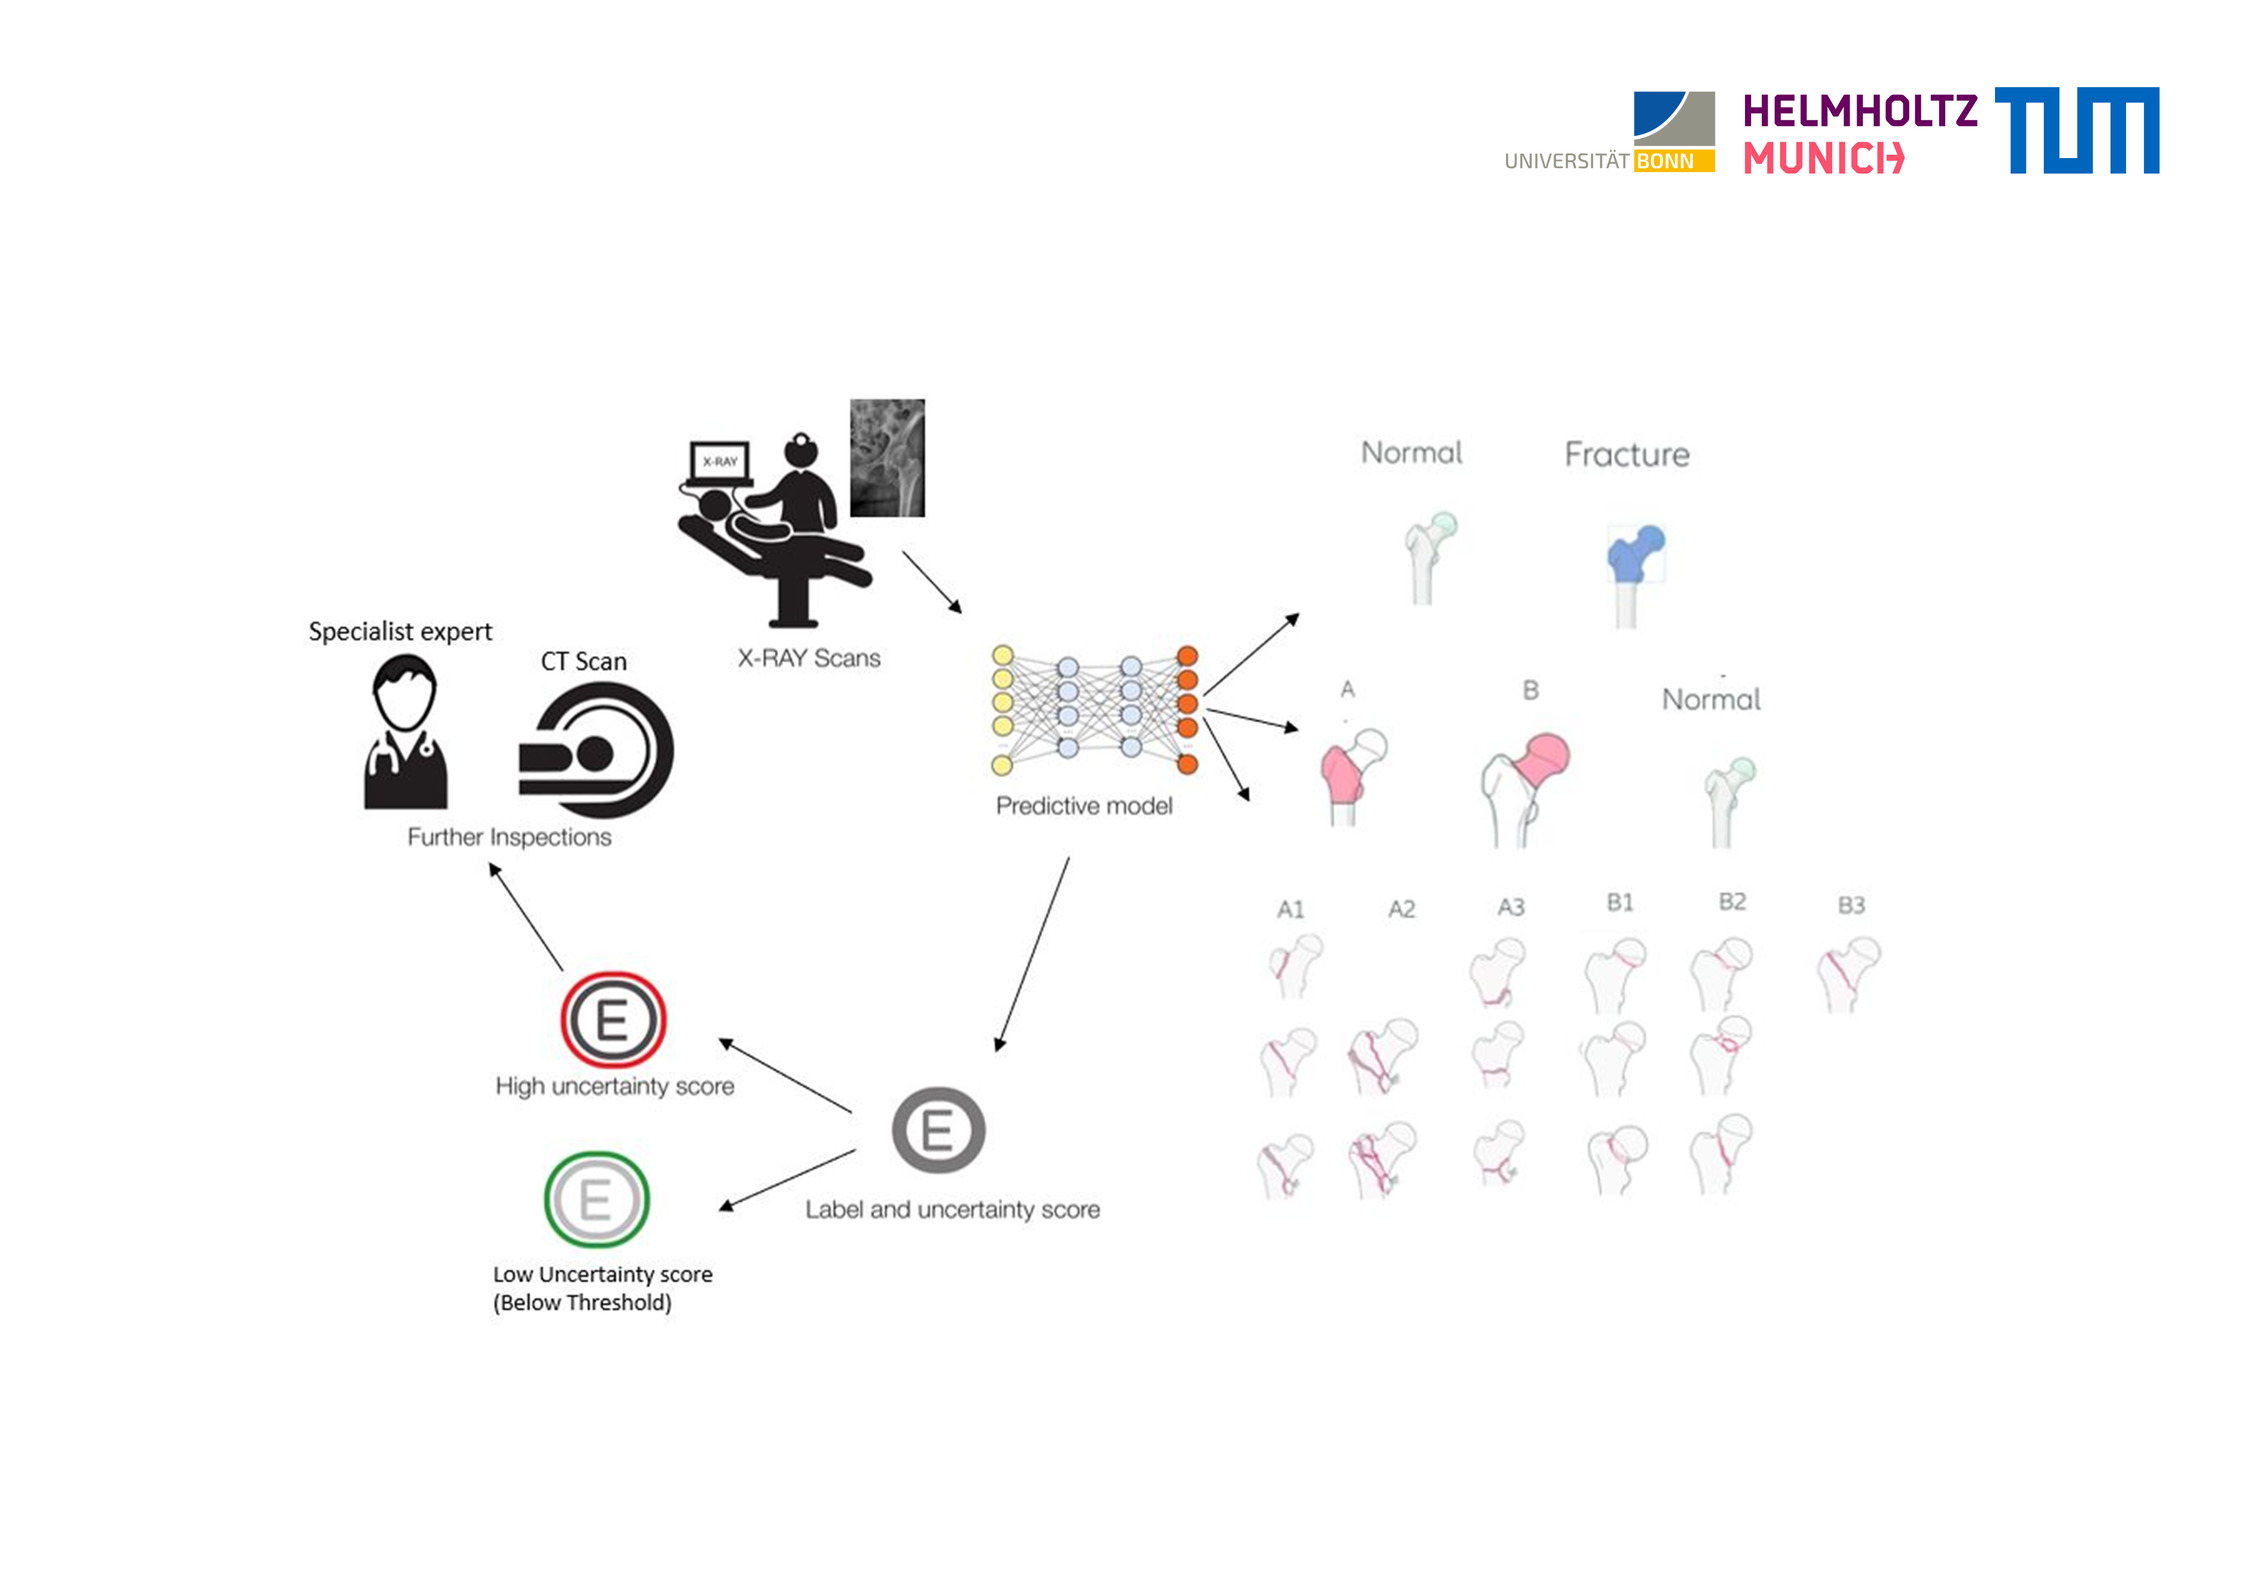 UNIVERSITÄT BONN
HELMHOLTZ
MUNICH
TUM
X-RAY
X-RAY Scans
Normal
Fracture
Specialist expert
CT Scan
Further Inspections
Predictive model
A
B
Normal
A1
A2
A3
B1
B2
B3
E
High uncertainty score
E
Label and uncertainty score
E
Low Uncertainty score
(Below Threshold)